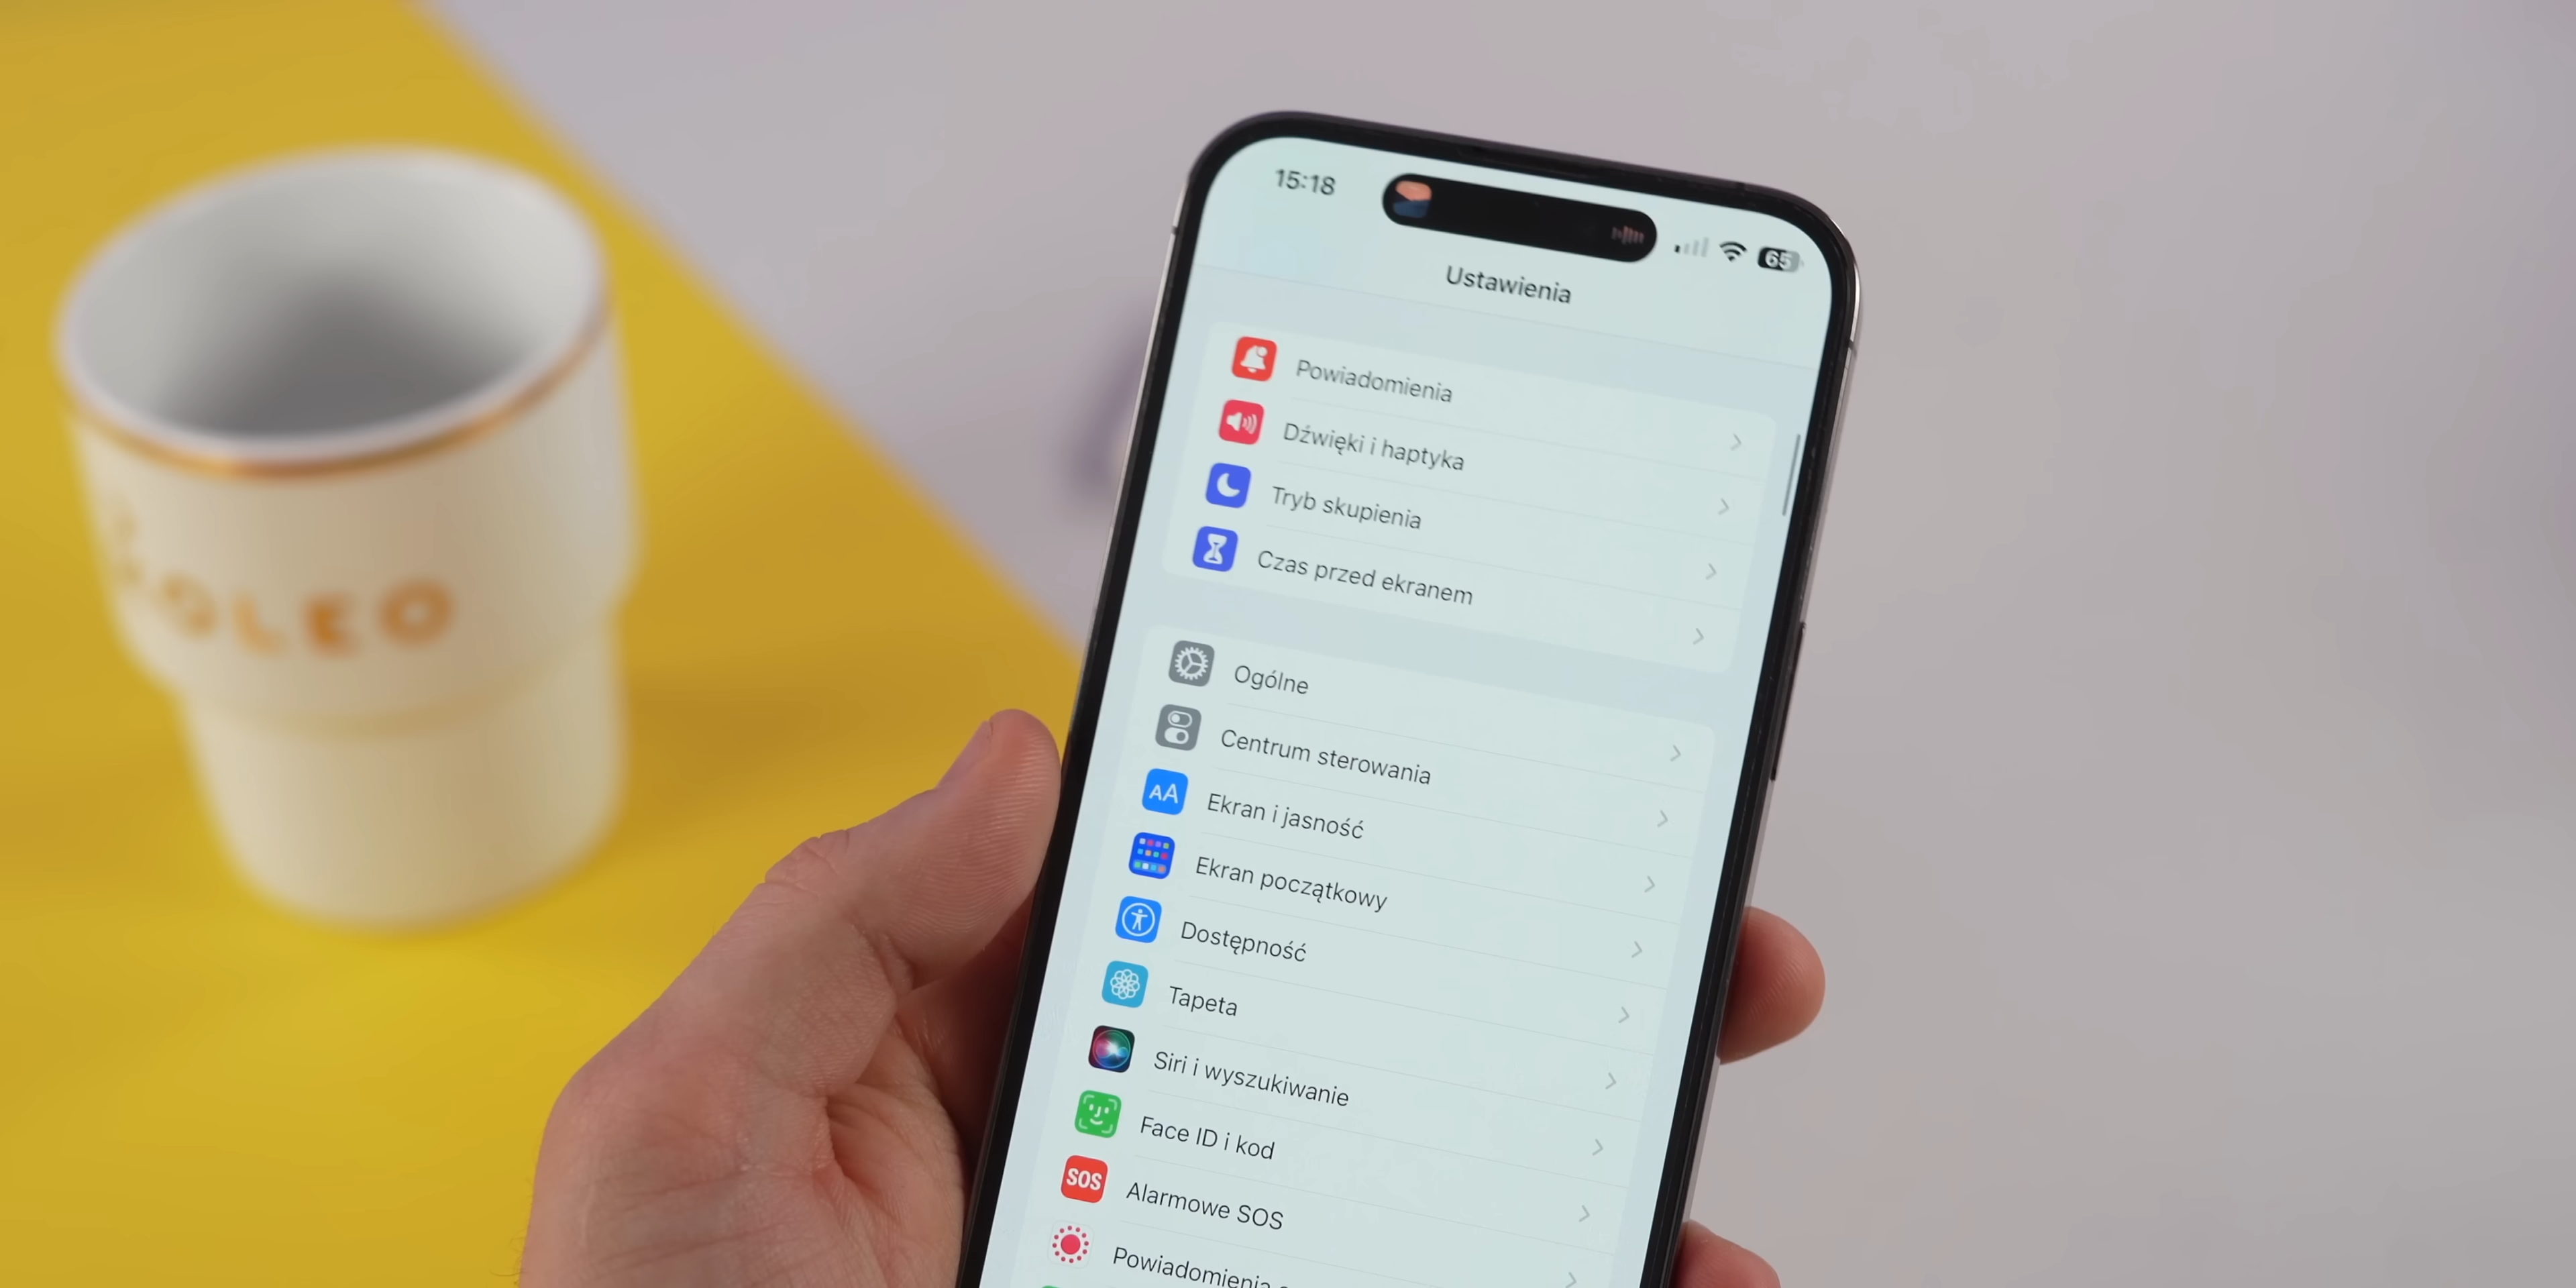 15:18
65
Ustawienia
Powiadomienia
Dźwięki i haptyka
Tryb skupienia
Czas przed ekranem
Ogólne
Centrum sterowania
AA
Ekran i jasność
Ekran początkowy
Dostępność
Tapeta
Siri i wyszukiwanie
Face ID i kod
SOS
Alarmowe SOS
Powiadomienia